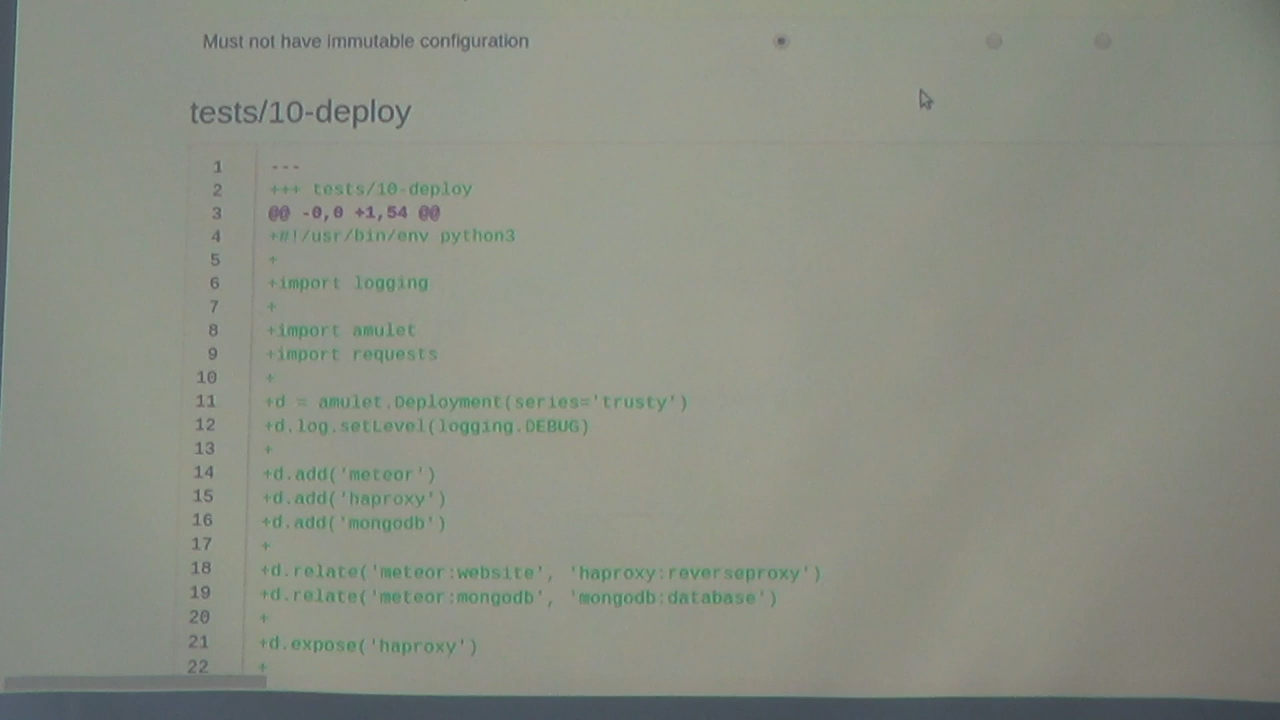 Must not have immutable configuration
tests/10-deploy
1 ---
2 +++ tests/10-deploy
3 @@ -0,0 +1,54 @@
4 +#!/usr/bin/env python3
5 +
6 +import logging
7 +
8 +import amulet
9 +import requests
10 +
11 +d = amulet.Deployment(series='trusty')
12 +d.log.setLevel(logging.DEBUG)
13 +
14 +d.add('meteor')
15 +d.add('haproxy')
16 +d.add('mongodb')
17 +
18 +d.relate('meteor:website', 'haproxy:reverseproxy')
19 +d.relate('meteor:mongodb', 'mongodb:database')
20 +
21 +d.expose('haproxy')
22 +